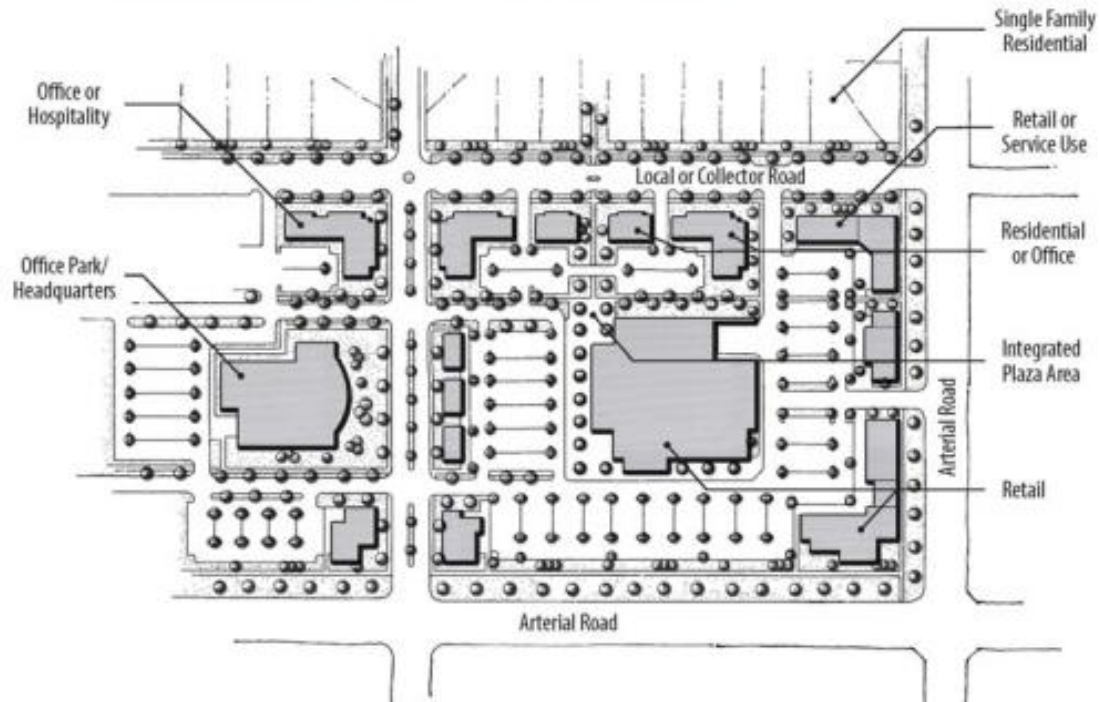 Single Family
Residential
Office or
Hospitality
Retail or
Service Use
Local or Collector Road
Residential
or Office
Office Park/
Headquarters
Integrated
Plaza Area
Arterial Road
Retail
Arterial Road